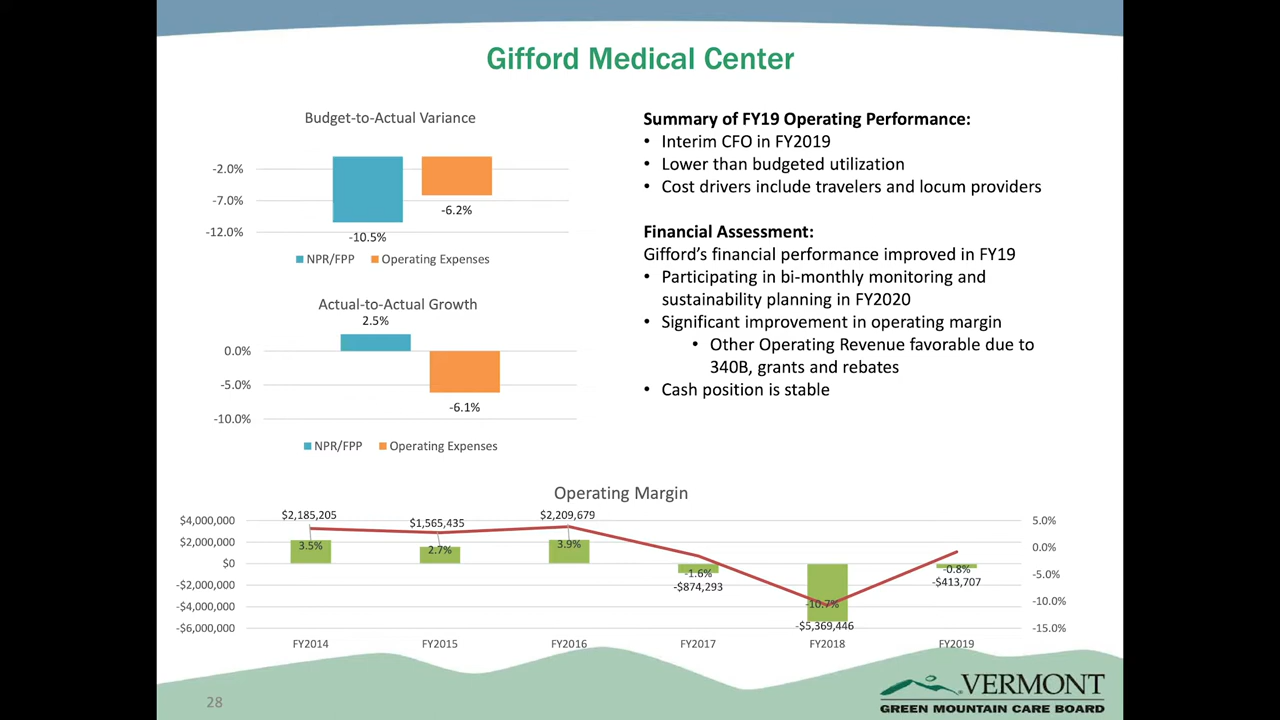 Gifford Medical Center
Budget-to-Actual Variance
-2.0%
-7.0%
-12.0%
-6.2%
-10.5%
NPR/FPP Operating Expenses
Actual-to-Actual Growth
2.5%
0.0%
-5.0%
-10.0%
-6.1%
NPR/FPP Operating Expenses
Summary of FY19 Operating Performance:
• Interim CFO in FY2019
• Lower than budgeted utilization
• Cost drivers include travelers and locum providers
Financial Assessment:
Gifford’s financial performance improved in FY19
• Participating in bi-monthly monitoring and
sustainability planning in FY2020
• Significant improvement in operating margin
• Other Operating Revenue favorable due to
340B, grants and rebates
• Cash position is stable
Operating Margin
$4,000,000
$2,000,000
$0
-$2,000,000
-$4,000,000
-$6,000,000
$2,185,205
$1,565,435
$2,209,679
3.5%
2.7%
3.9%
-1.6%
-$874,293
-10.7%
-$5,369,446
-0.8%
-$413,707
5.0%
0.0%
-5.0%
-10.0%
-15.0%
FY2014 FY2015 FY2016 FY2017 FY2018 FY2019
28
VERMONT
GREEN MOUNTAIN CARE BOARD